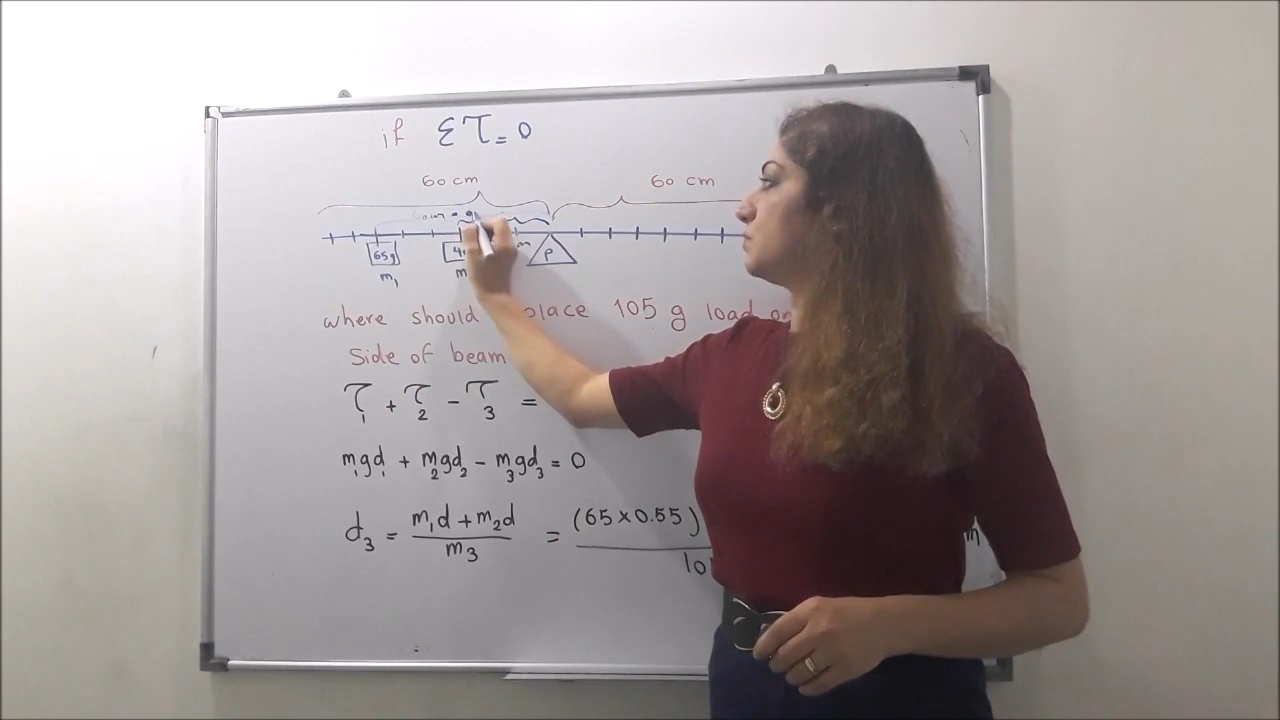 if Στ=0
60 cm 60 cm
65g P
m₁ m
where should place 105 g load on
Side of beam
τ₁ + τ₂ - τ₃ =
m₁gd₁ + m₂gd₂ - m₃gd₃ = 0
d₃ = (m₁d + m₂d)/m₃ = (65×0.55)